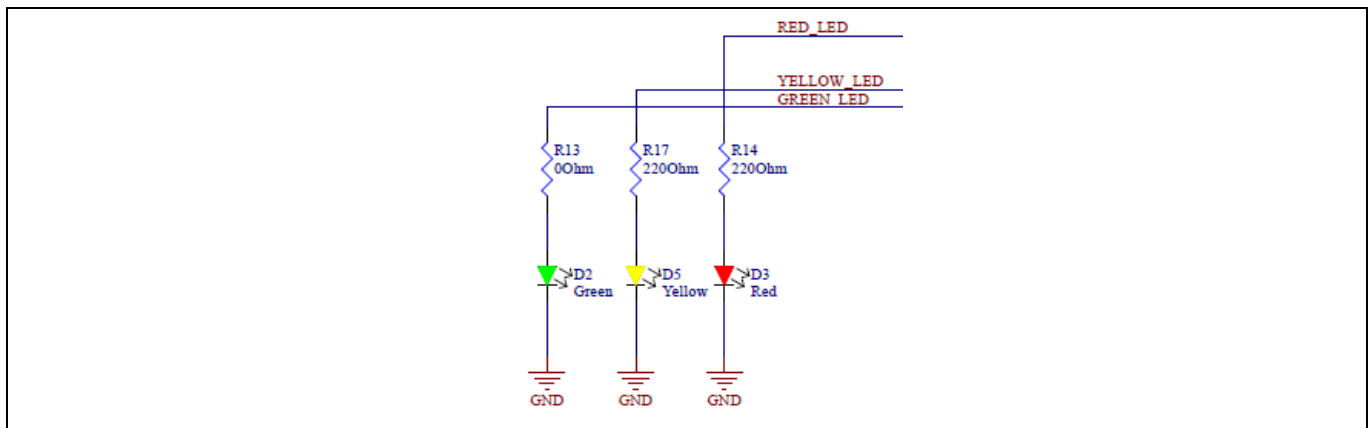 RED_LED
YELLOW_LED
GREEN_LED
R13
0Ohm
R17
220Ohm
R14
220Ohm
D2
Green
D5
Yellow
D3
Red
GND
GND
GND